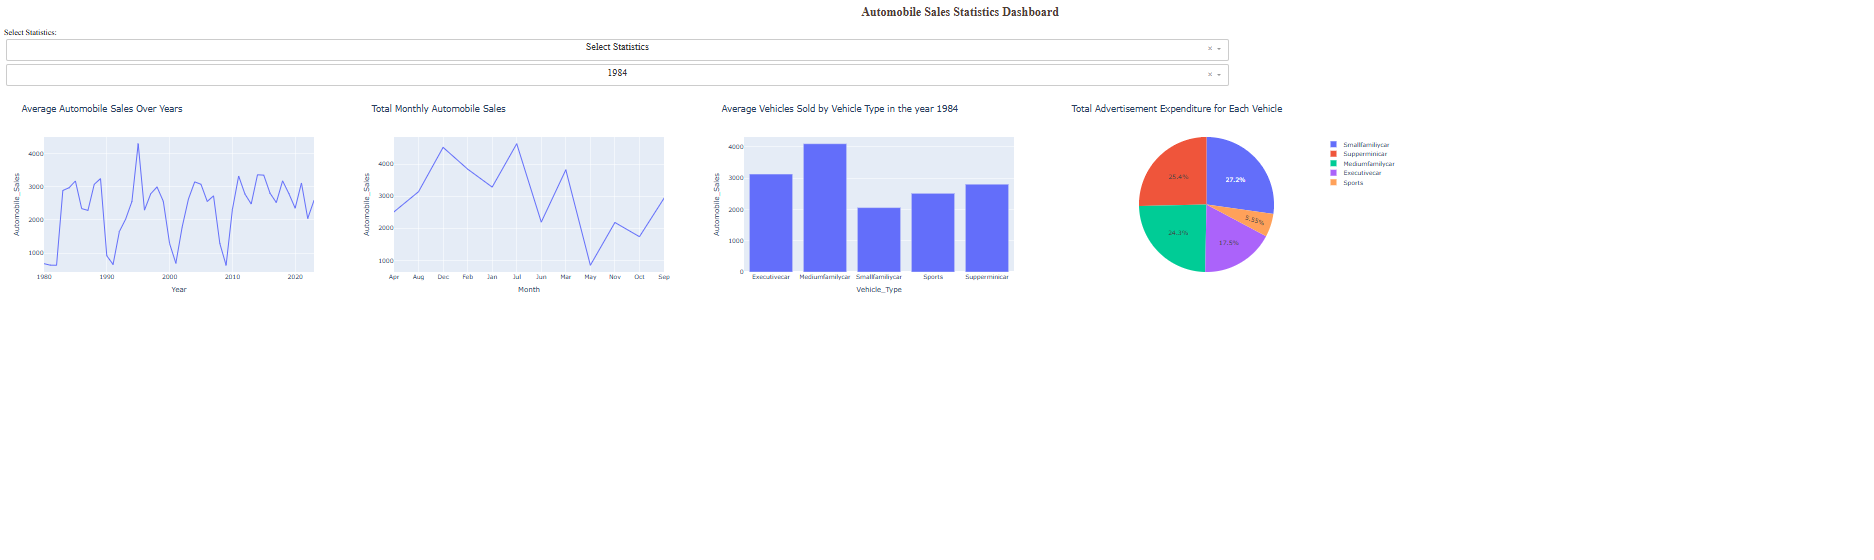 Automobile Sales Statistics Dashboard
Select Statistics:
Select Statistics
× 
1984
× 
Average Automobile Sales Over Years
4000
3000
2000
1000
Automobile_Sales
1980 1990 2000 2010 2020
Year
Total Monthly Automobile Sales
4000
3000
2000
1000
Automobile_Sales
Apr Aug Dec Feb Jan Jul Jun Mar May Nov Oct Sep
Month
Average Vehicles Sold by Vehicle Type in the year 1984
4000
3000
2000
1000
0
Automobile_Sales
Executivecar Mediumfamilycar Smallfamiliycar Sports Supperminicar
Vehicle_Type
Total Advertisement Expenditure for Each Vehicle
25.4%
27.2%
5.55%
24.3%
17.5%
Smallfamiliycar
Supperminicar
Mediumfamilycar
Executivecar
Sports